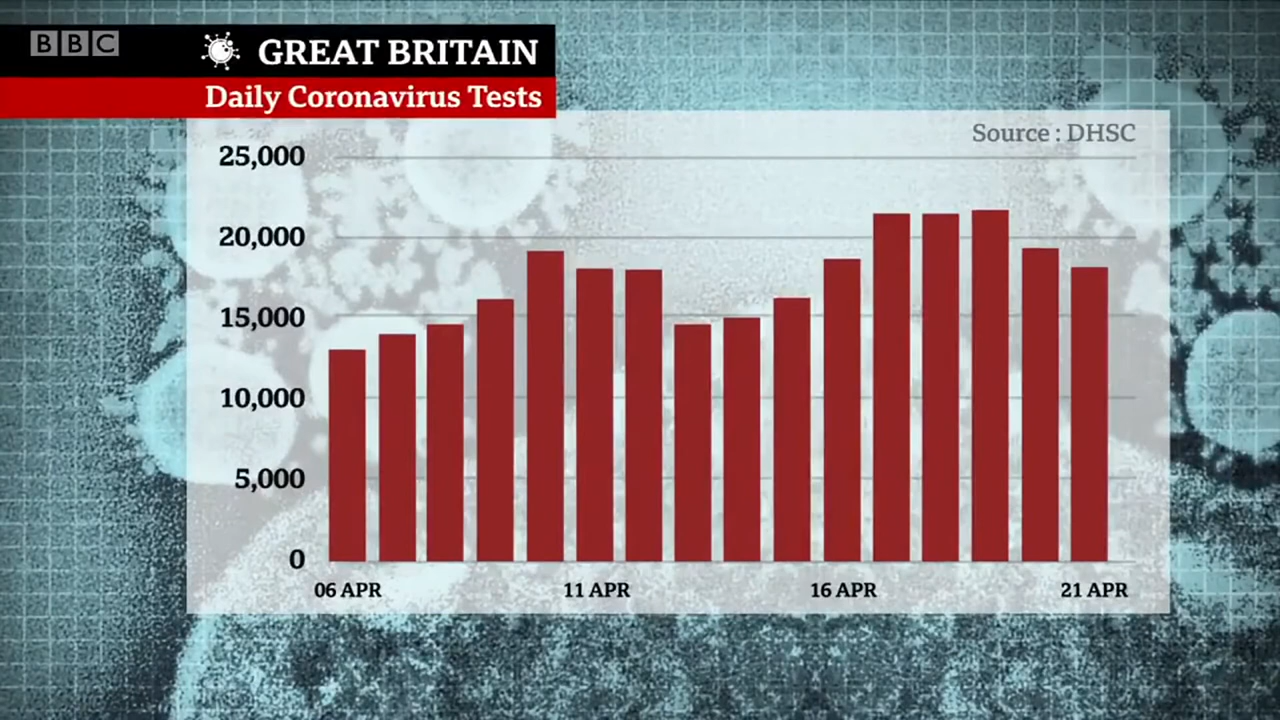 BBC
GREAT BRITAIN
Daily Coronavirus Tests
Source : DHSC
25,000
20,000
15,000
10,000
5,000
0
06 APR 11 APR 16 APR 21 APR